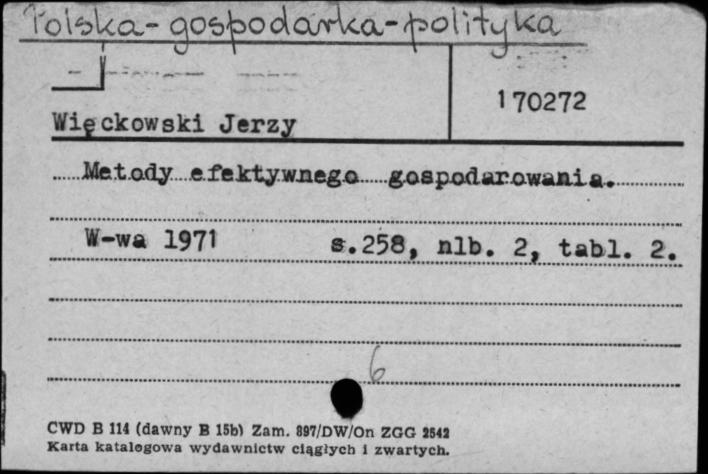 Polska-gospodarka-polityka
170272
Więckowski Jerzy
Metody efektywnego gospodarowania.
W-wa 1971 s.258, nlb. 2, tabl. 2.
6
CWD B 114 (dawny B 15b) Zam. 897/DW/On ZGG 2542
Karta katalogowa wydawnictw ciągłych i zwartych.